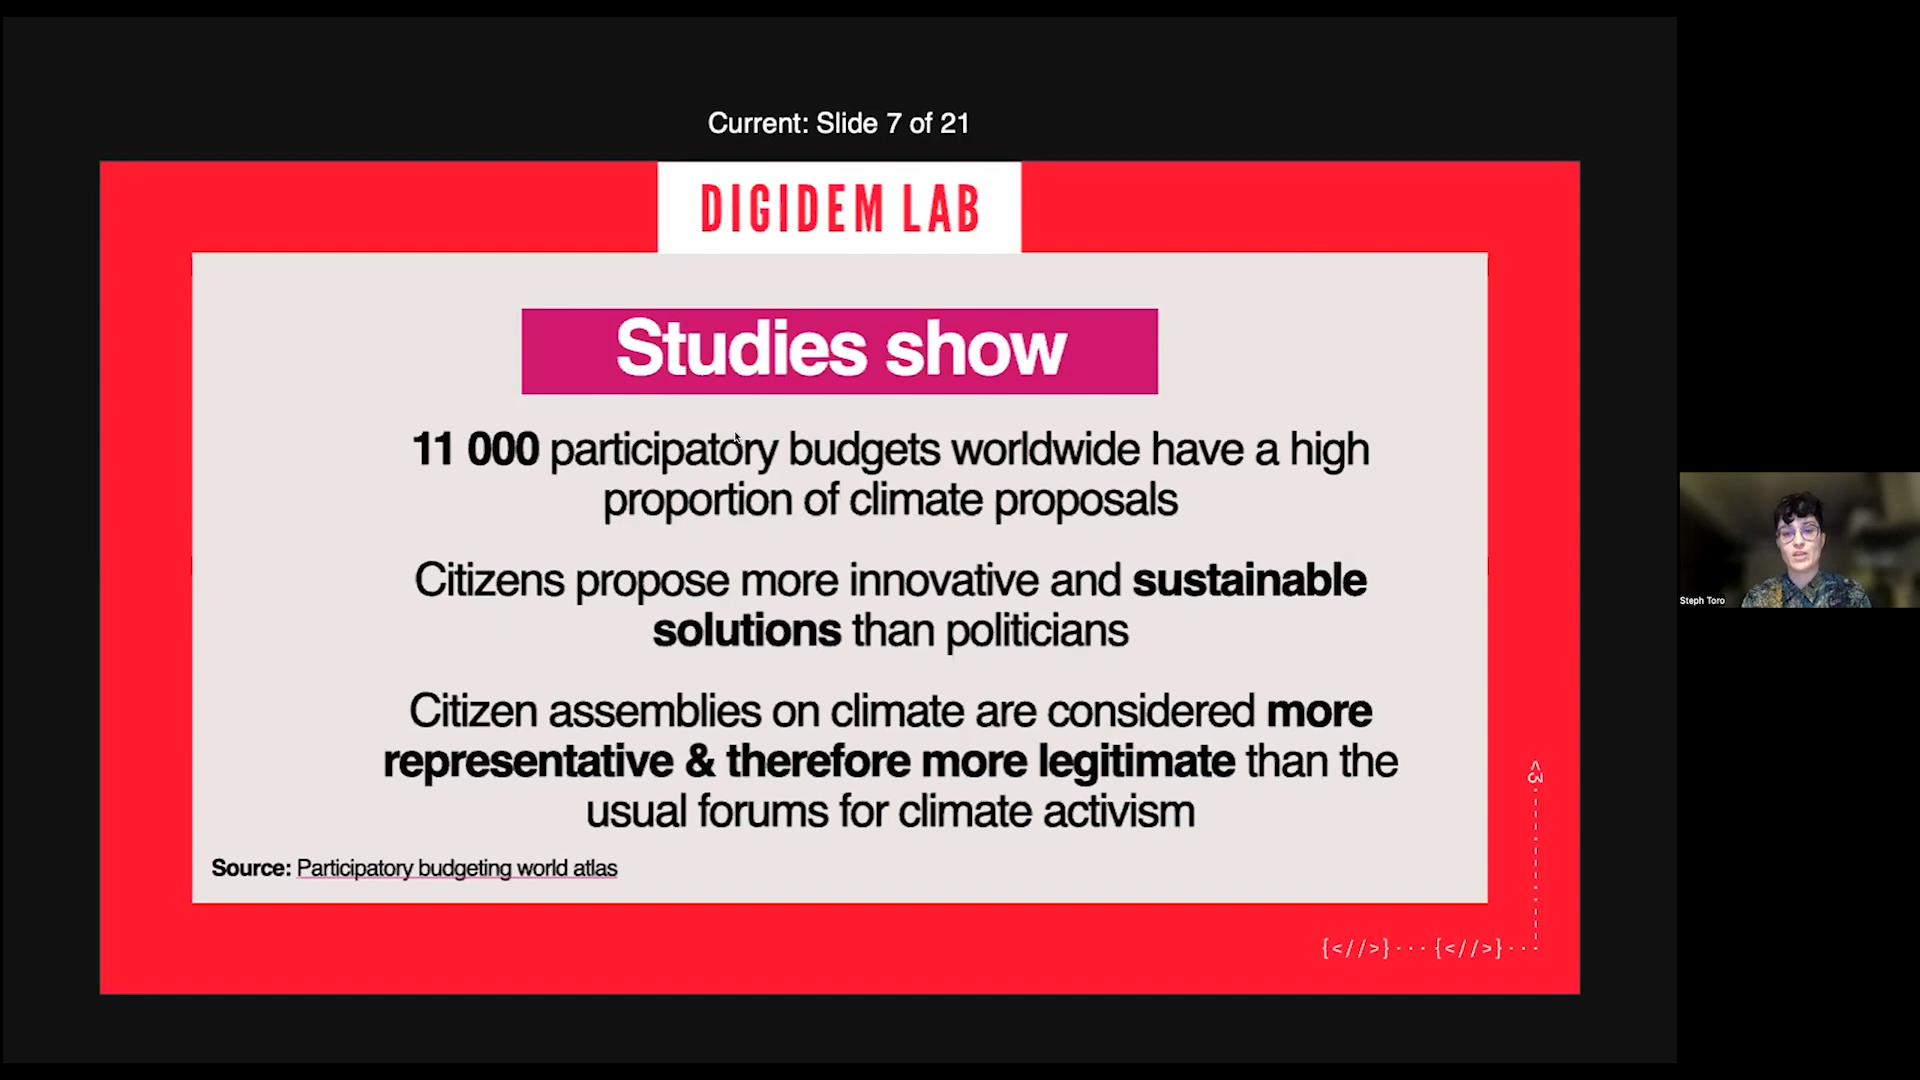 Current: Slide 7 of 21
DIGIDEM LAB
Studies show
11 000 participatory budgets worldwide have a high
proportion of climate proposals
Citizens propose more innovative and sustainable
solutions than politicians
Citizen assemblies on climate are considered more
representative & therefore more legitimate than the
usual forums for climate activism
Source: Participatory budgeting world atlas
<3
{<//>}··· {<//>}···
Steph Toro